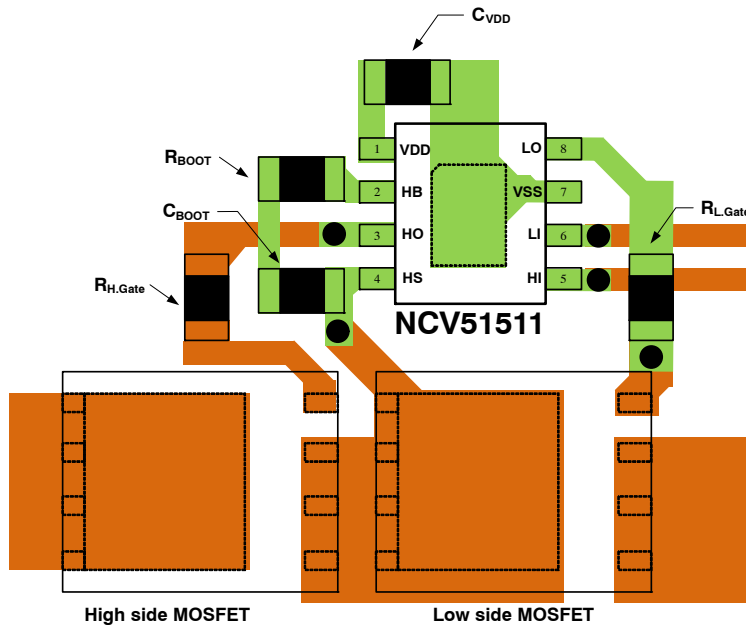 CVDD
RBOOT
CBOOT
RH.Gate
RL.Gate
1 VDD LO 8
2 HB VSS 7
3 HO LI 6
4 HS HI 5
NCV51511
High side MOSFET Low side MOSFET